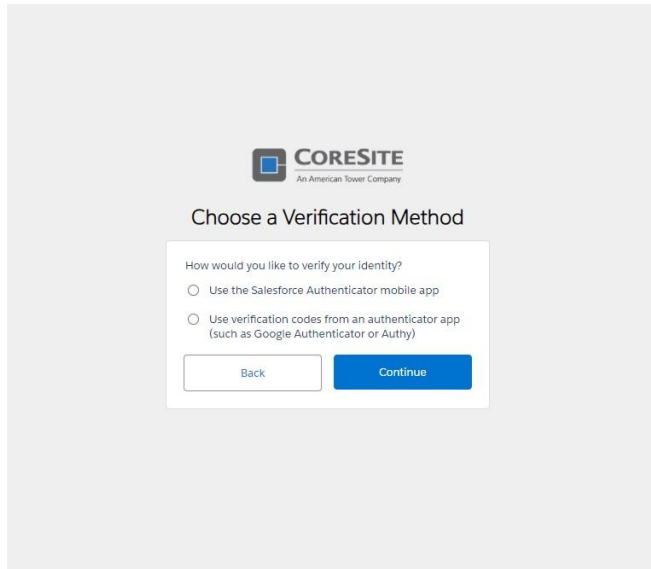 CORESITE
An American Tower Company
Choose a Verification Method
How would you like to verify your identity?
Use the Salesforce Authenticator mobile app
Use verification codes from an authenticator app
(such as Google Authenticator or Authy)
Back Continue